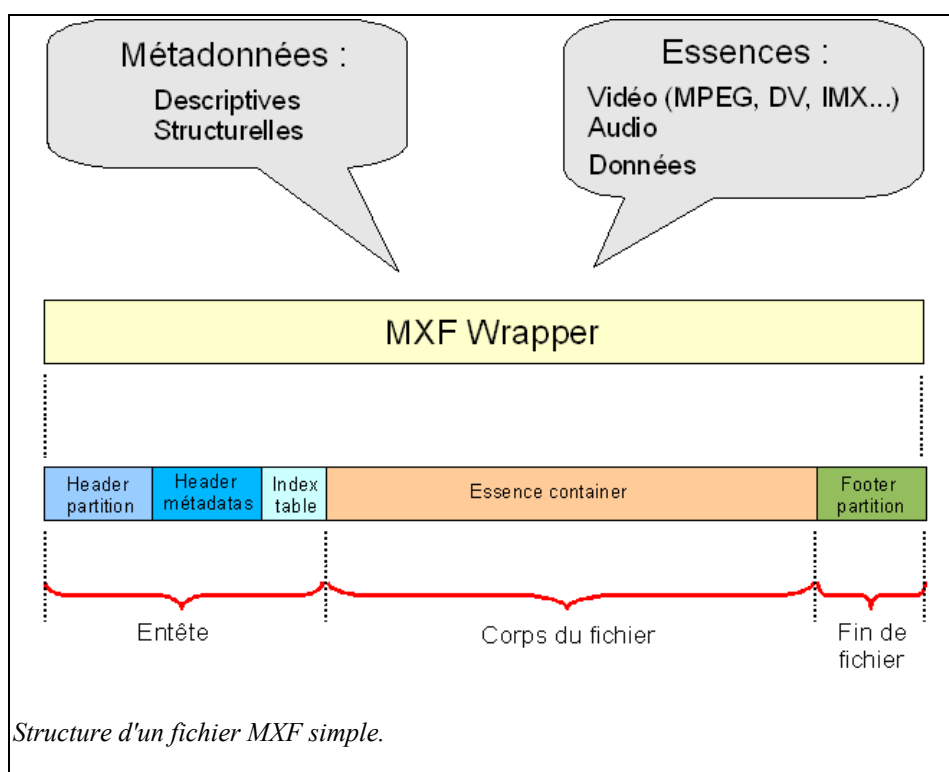 Métadonnées :
Descriptives
Structurelles
Essences :
Vidéo (MPEG, DV, IMX...)
Audio
Données
MXF Wrapper
Header
partition
Header
métadatas
Index
table
Essence container
Footer
partition
Entête
Corps du fichier
Fin de
fichier
Structure d'un fichier MXF simple.